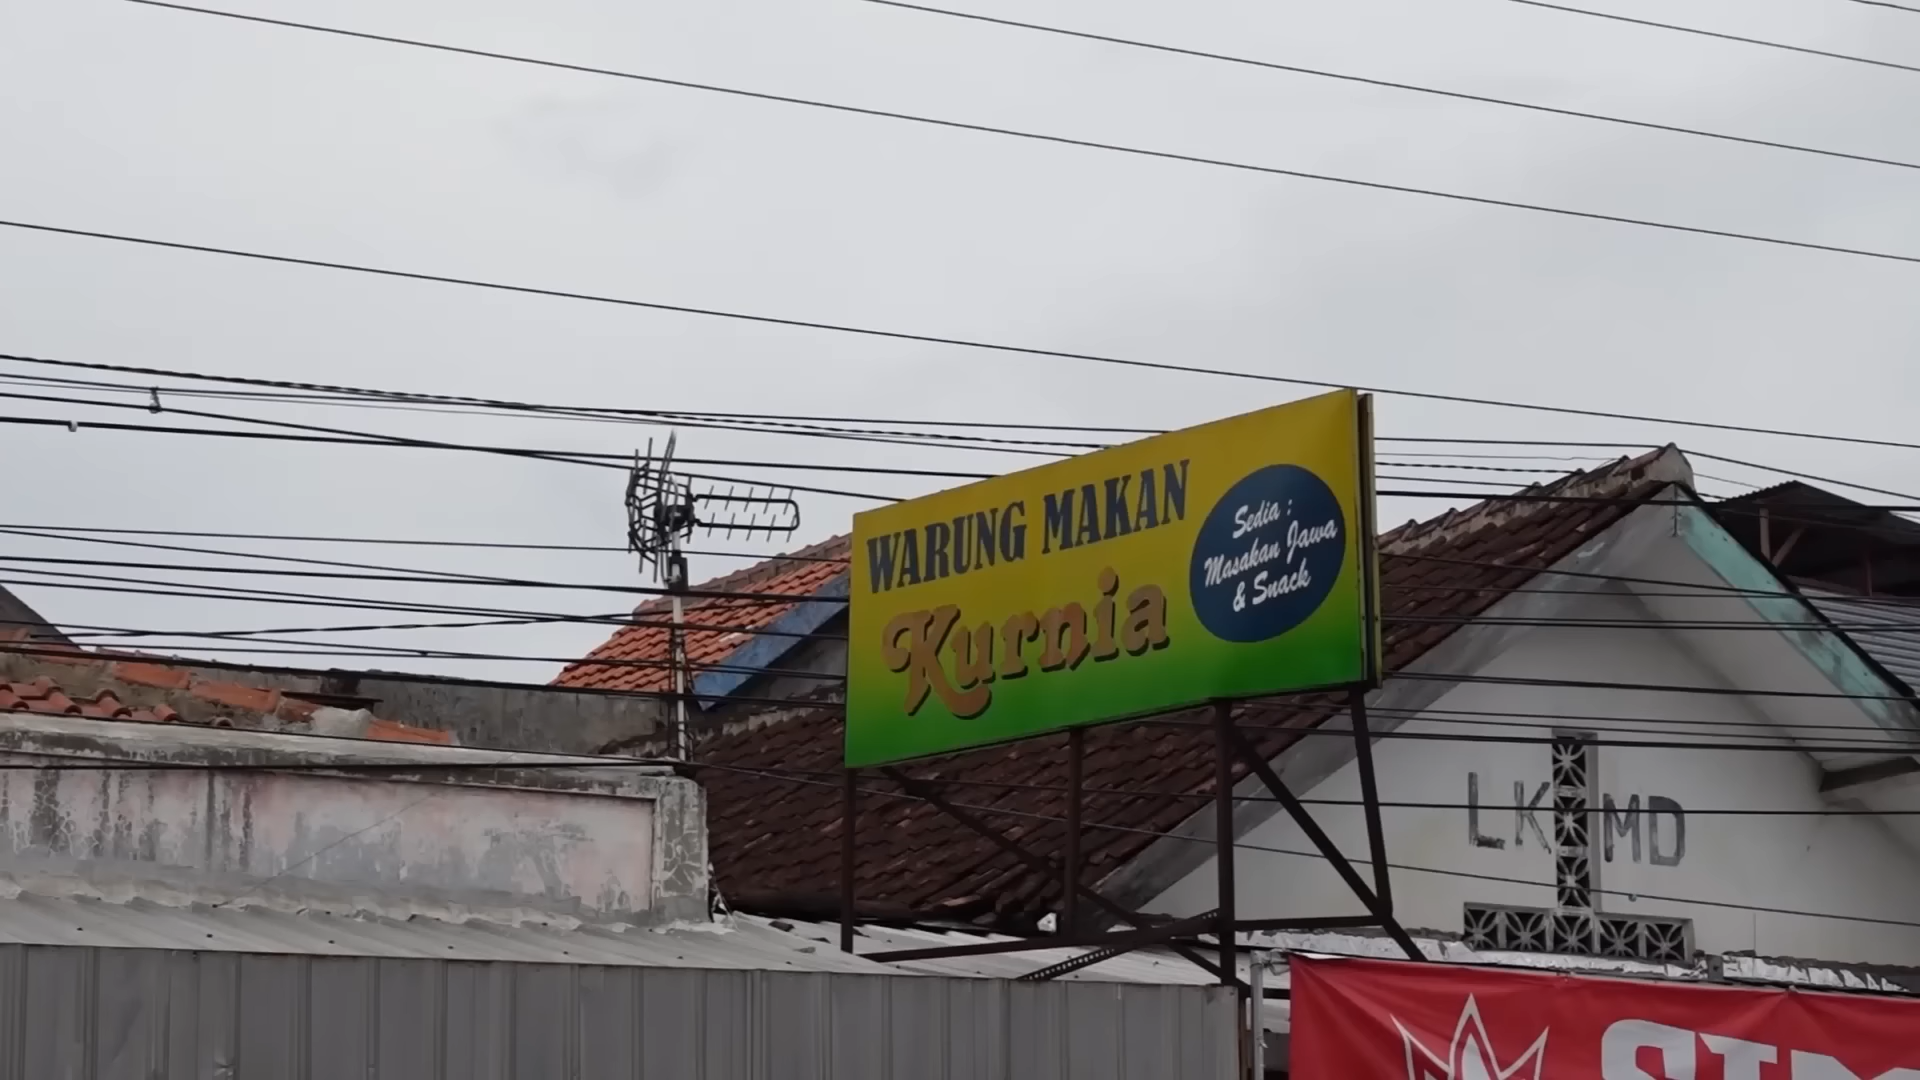 WARUNG MAKAN
Kurnia
Sedia :
Masakan Jawa
& Snack
LKMD